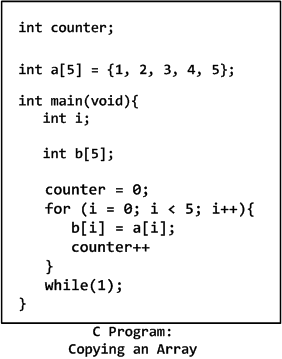 int counter;
int a[5] = {1, 2, 3, 4, 5};
int main(void){
int i;
int b[5];
counter = 0;
for (i = 0; i < 5; i++){
b[i] = a[i];
counter++
}
while(1);
}
C Program:
Copying an Array